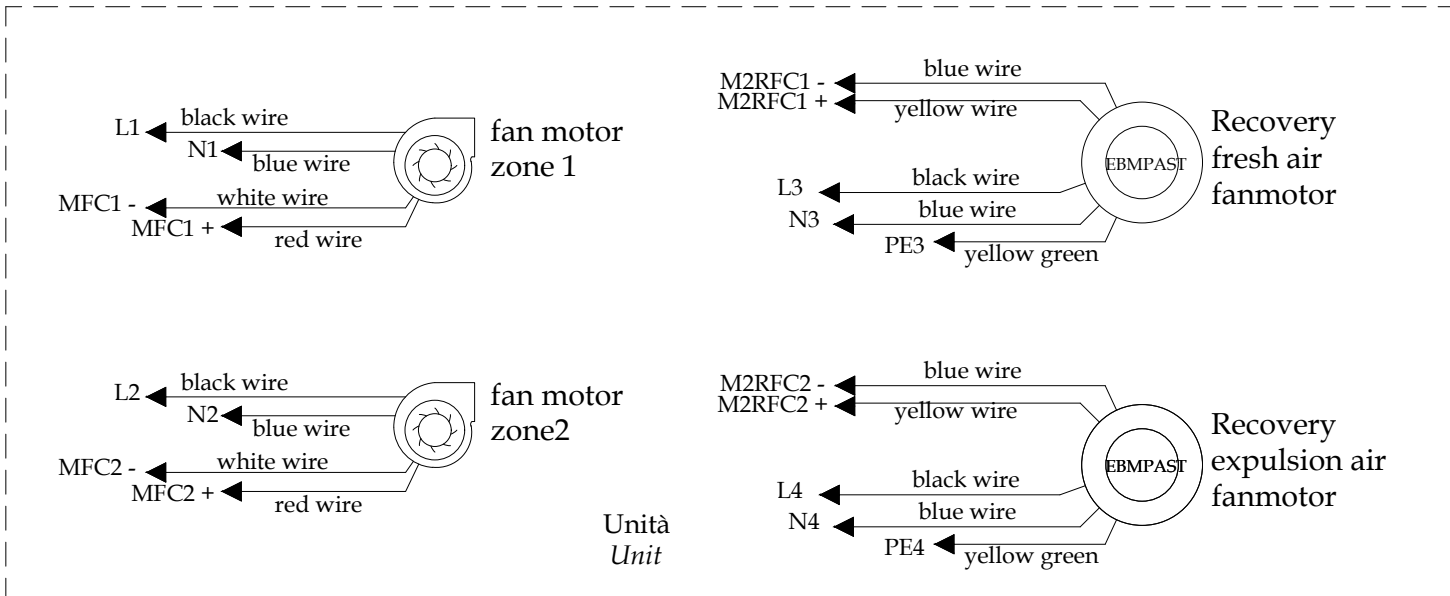 L1
black wire
N1
blue wire
MFC1 -
white wire
MFC1 +
red wire
fan motor
zone 1
M2RFC1 -
blue wire
M2RFC1 +
yellow wire
L3
black wire
N3
blue wire
PE3
yellow green
EBMPAST
Recovery
fresh air
fanmotor
L2
black wire
N2
blue wire
MFC2 -
white wire
MFC2 +
red wire
fan motor
zone2
M2RFC2 -
blue wire
M2RFC2 +
yellow wire
L4
black wire
N4
blue wire
PE4
yellow green
EBMPAST
Recovery
expulsion air
fanmotor
Unità
Unit